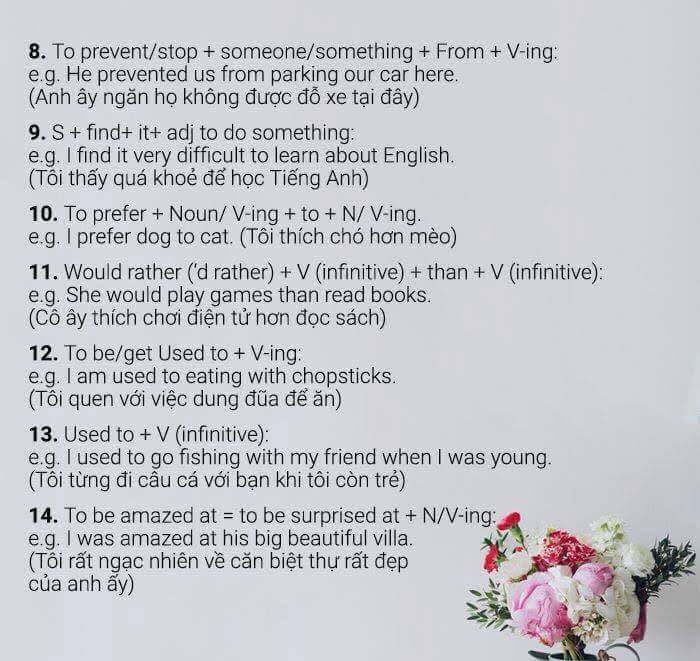 8. To prevent/stop + someone/something + From + V-ing:
e.g. He prevented us from parking our car here.
(Anh ây ngăn họ không được đỗ xe tại đây)
9. S + find+ it+ adj to do something:
e.g. I find it very difficult to learn about English.
(Tôi thấy quá khoẻ để học Tiếng Anh)
10. To prefer + Noun/ V-ing + to + N/ V-ing.
e.g. I prefer dog to cat. (Tôi thích chó hơn mèo)
11. Would rather ('d rather) + V (infinitive) + than + V (infinitive):
e.g. She would play games than read books.
(Cô ây thích chơi điện tử hơn đọc sách)
12. To be/get Used to + V-ing:
e.g. I am used to eating with chopsticks.
(Tôi quen với việc dung đũa để ăn)
13. Used to + V (infinitive):
e.g. I used to go fishing with my friend when I was young.
(Tôi từng đi câu cá với bạn khi tôi còn trẻ)
14. To be amazed at = to be surprised at + N/V-ing:
e.g. I was amazed at his big beautiful villa.
(Tôi rất ngạc nhiên về căn biệt thự rất đẹp
của anh ấy)